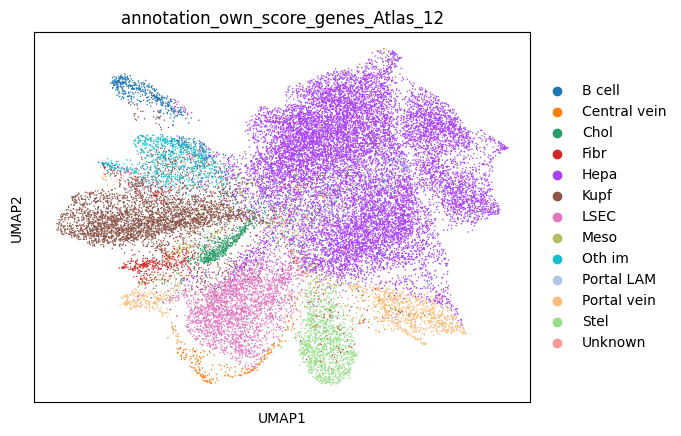 annotation_own_score_genes_Atlas_12
B cell
Central vein
Chol
Fibr
Hepa
Kupf
LSEC
Meso
Oth im
Portal LAM
Portal vein
Stel
Unknown
UMAP2
UMAP1